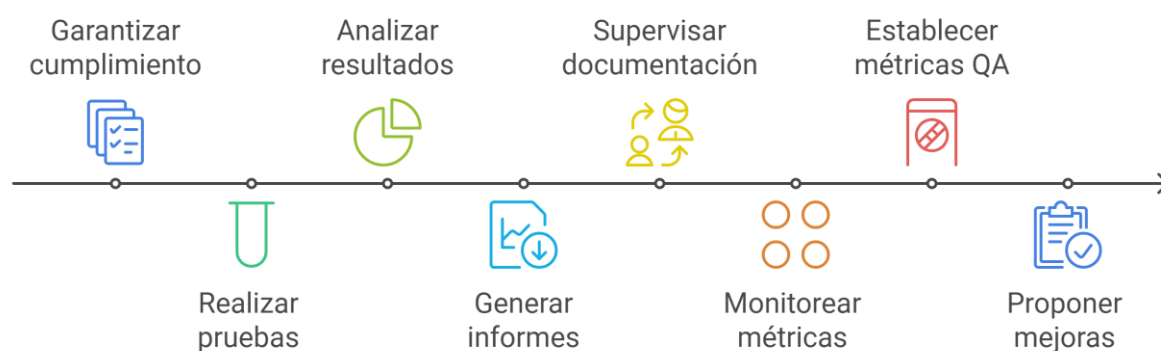 Garantizar
cumplimiento
Analizar
resultados
Supervisar
documentación
Establecer
métricas QA
Realizar
pruebas
Generar
informes
Monitorear
métricas
Proponer
mejoras